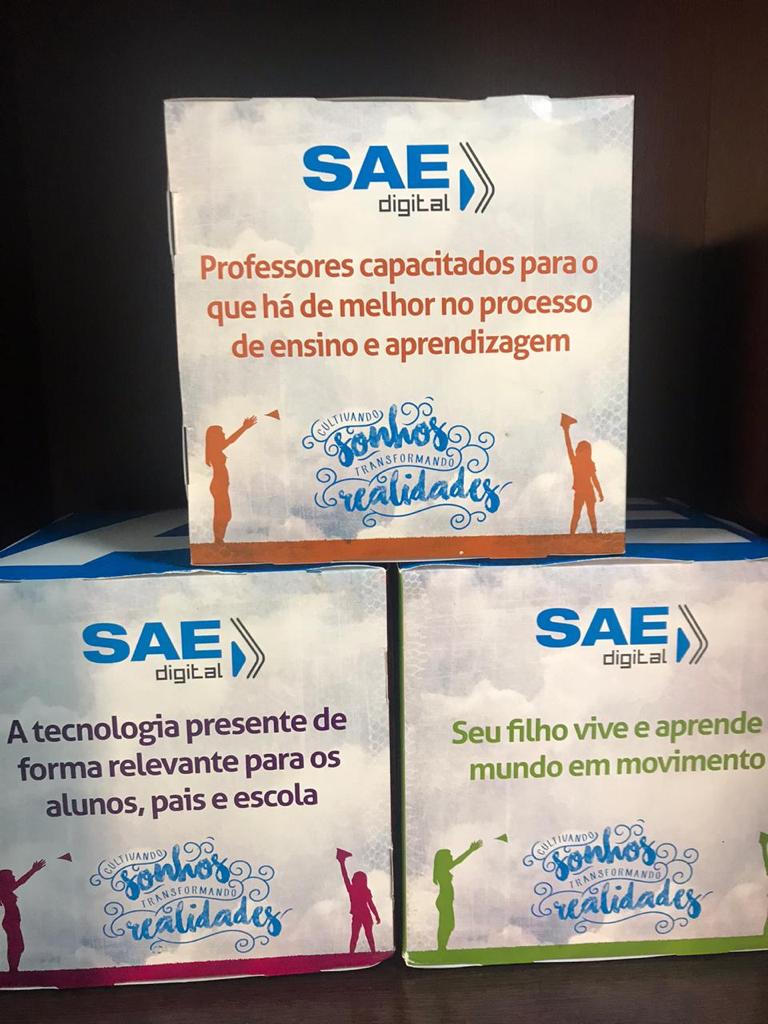 SAE
digital
Professores capacitados para o
que há de melhor no processo
de ensino e aprendizagem
CULTIVANDO
sonhos
TRANSFORMANDO
realidades
SAE
digital
A tecnologia presente de
forma relevante para os
alunos, pais e escola
CULTIVANDO
sonhos
TRANSFORMANDO
realidades
SAE
digital
Seu filho vive e aprende
mundo em movimento
CULTIVANDO
sonhos
TRANSFORMANDO
realidades